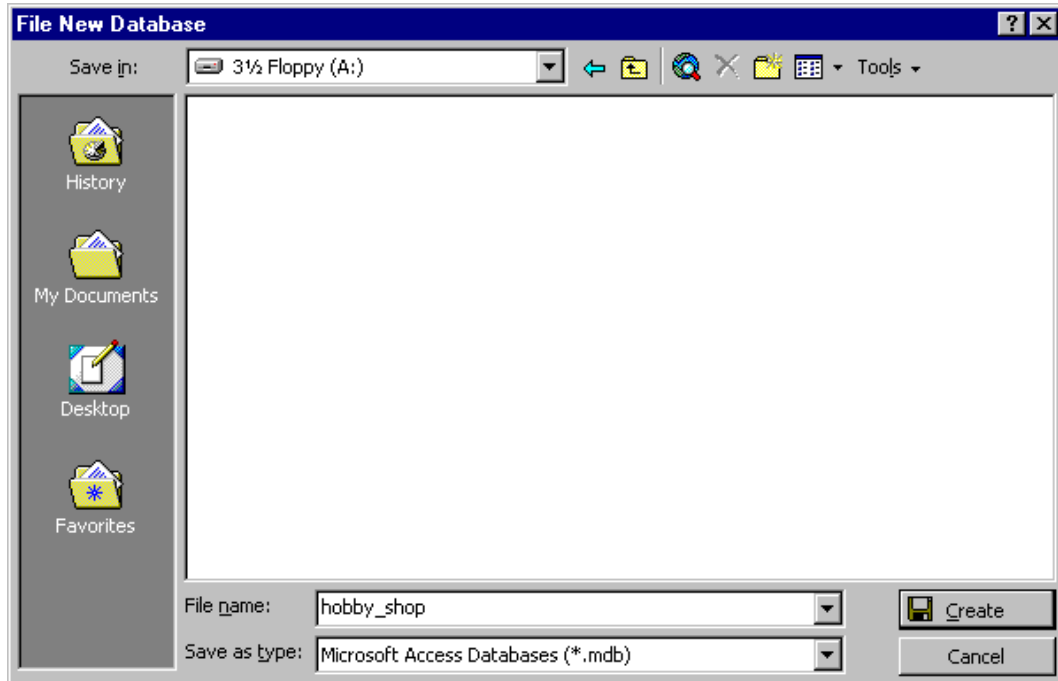 File New Database
Save in: 3½ Floppy (A:) Tools
History
My Documents
Desktop
Favorites
File name: hobby_shop Create
Save as type: Microsoft Access Databases (*.mdb) Cancel